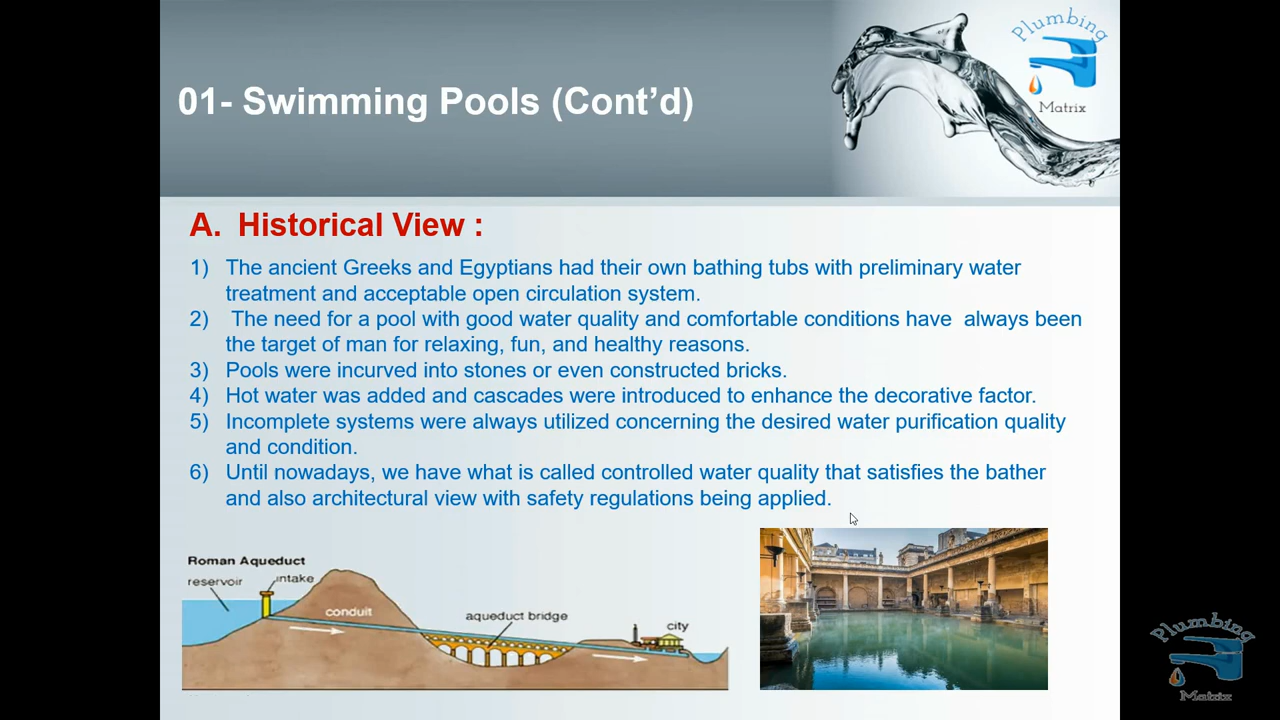 Plumbing
Matrix
01- Swimming Pools (Cont'd)
A. Historical View :
1) The ancient Greeks and Egyptians had their own bathing tubs with preliminary water
treatment and acceptable open circulation system.
2) The need for a pool with good water quality and comfortable conditions have always been
the target of man for relaxing, fun, and healthy reasons.
3) Pools were incurved into stones or even constructed bricks.
4) Hot water was added and cascades were introduced to enhance the decorative factor.
5) Incomplete systems were always utilized concerning the desired water purification quality
and condition.
6) Until nowadays, we have what is called controlled water quality that satisfies the bather
and also architectural view with safety regulations being applied.
Roman Aqueduct
reservoir
intake
conduit
aqueduct bridge
city
Plumbing
Matrix